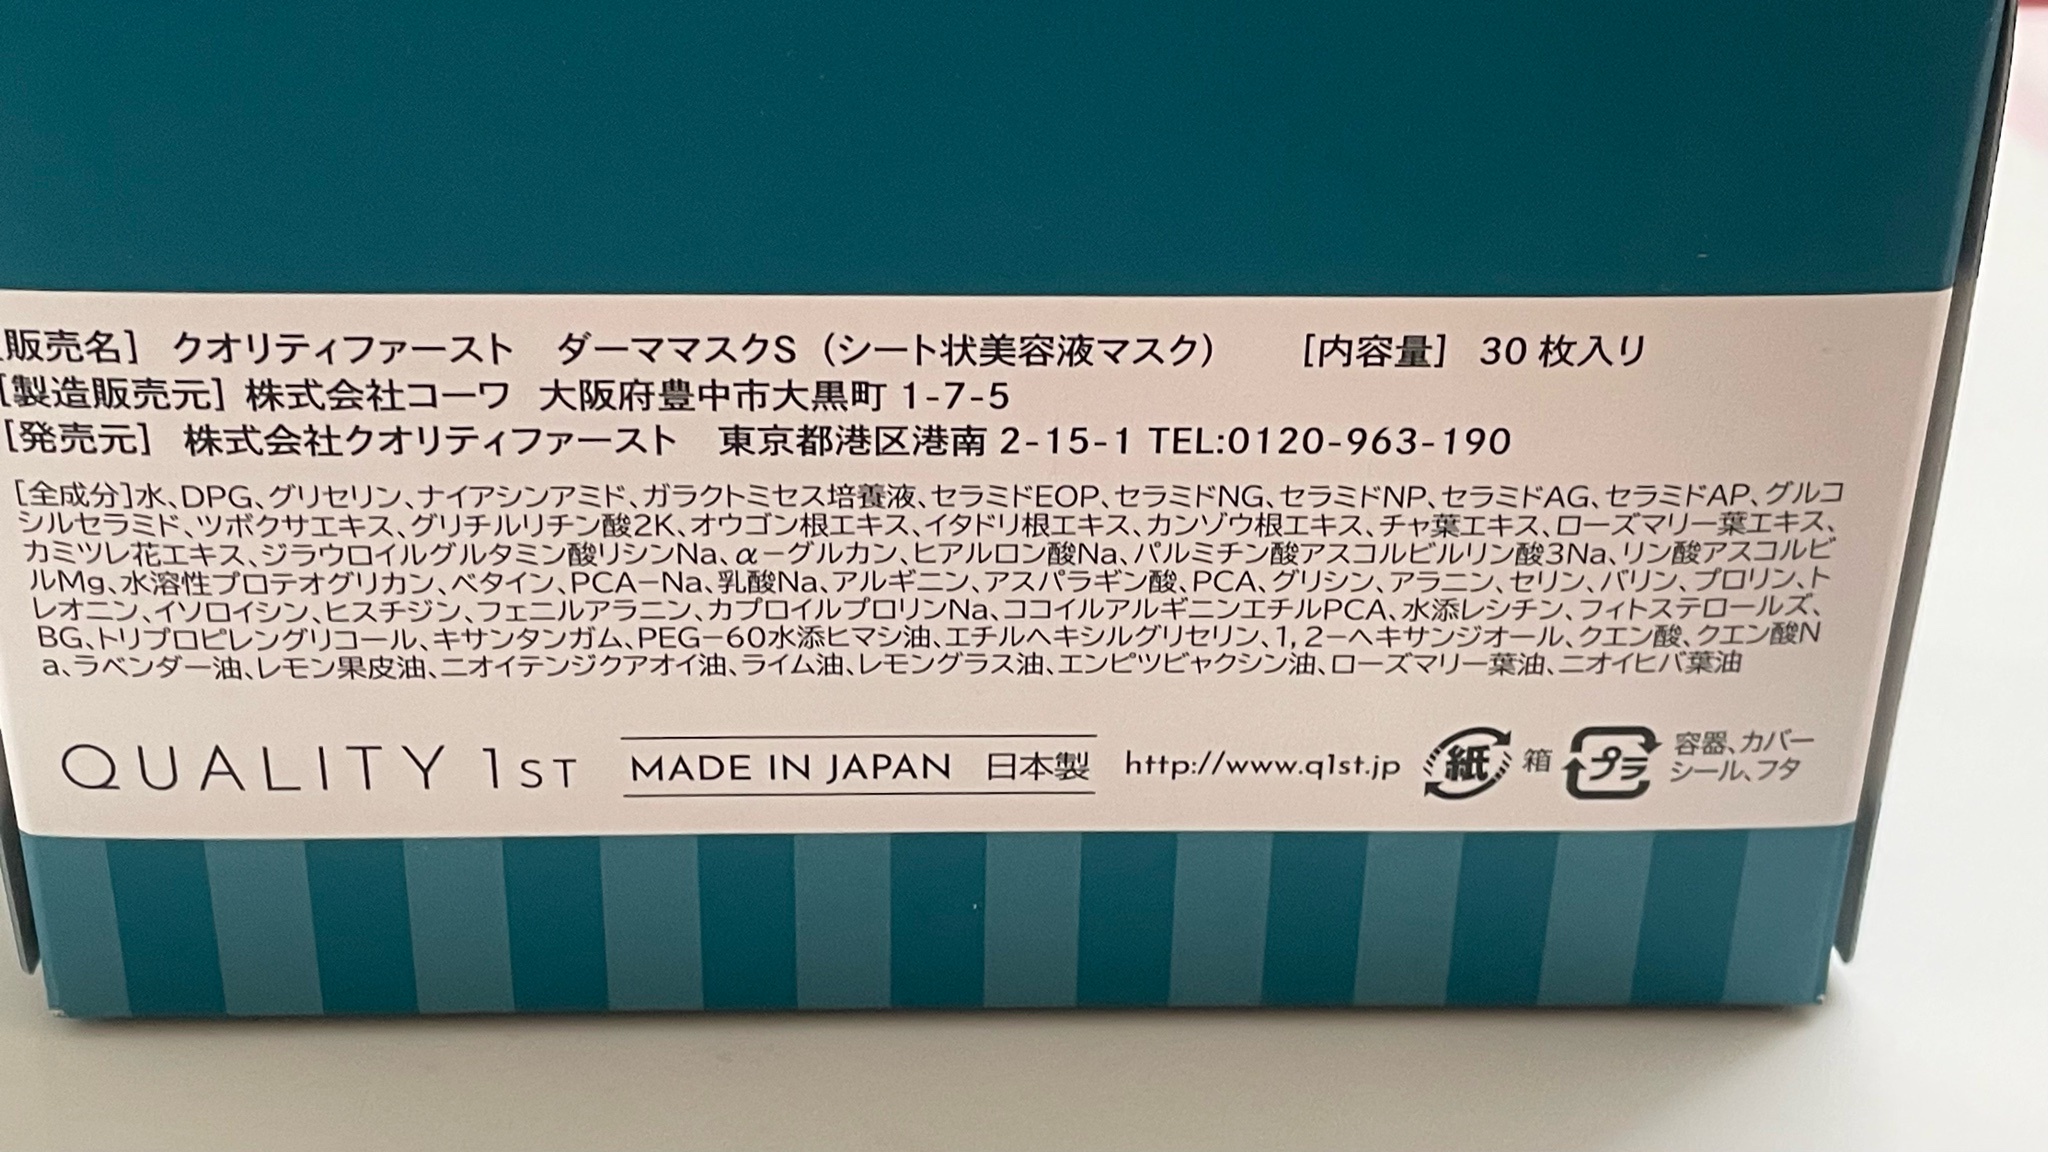 [販売名] クオリティファースト ダーママスクS（シート状美容液マスク） [内容量] 30枚入り
[製造販売元] 株式会社コーワ 大阪府豊中市大黒町 1-7-5
[発売元] 株式会社クオリティファースト 東京都港区港南 2-15-1 TEL:0120-963-190
[全成分]水、DPG、グリセリン、ナイアシンアミド、ガラクトミセス培養液、セラミドEOP、セラミドNG、セラミドNP、セラミドAG、セラミドAP、グルコ
シルセラミド、ツボクサエキス、グリチルリチン酸2K、オウゴン根エキス、イタドリ根エキス、カンゾウ根エキス、チャ葉エキス、ローズマリー葉エキス、
カミツレ花エキス、ジラウロイルグルタミン酸リシンNa、α－グルカン、ヒアルロン酸Na、パルミチン酸アスコルビルリン酸3Na、リン酸アスコルビ
ルMg、水溶性プロテオグリカン、ベタイン、PCA－Na、乳酸Na、アルギニン、アスパラギン酸、PCA、グリシン、アラニン、セリン、バリン、プロリン、ト
レオニン、イソロイシン、ヒスチジン、フェニルアラニン、カプロイルプロリンNa、ココイルアルギニンエチルPCA、水添レシチン、フィトステロールズ、
BG、トリプロピレングリコール、キサンタンガム、PEG－60水添ヒマシ油、エチルヘキシルグリセリン、1,2－ヘキサンジオール、クエン酸、クエン酸N
a、ラベンダー油、レモン果皮油、ニオイテンジクアオイ油、ライム油、レモングラス油、エンピツビャクシン油、ローズマリー葉油、ニオイヒバ葉油
QUALITY 1ST MADE IN JAPAN 日本製 http://www.q1st.jp 紙 箱 プラ 容器、カバー
シール、フタ